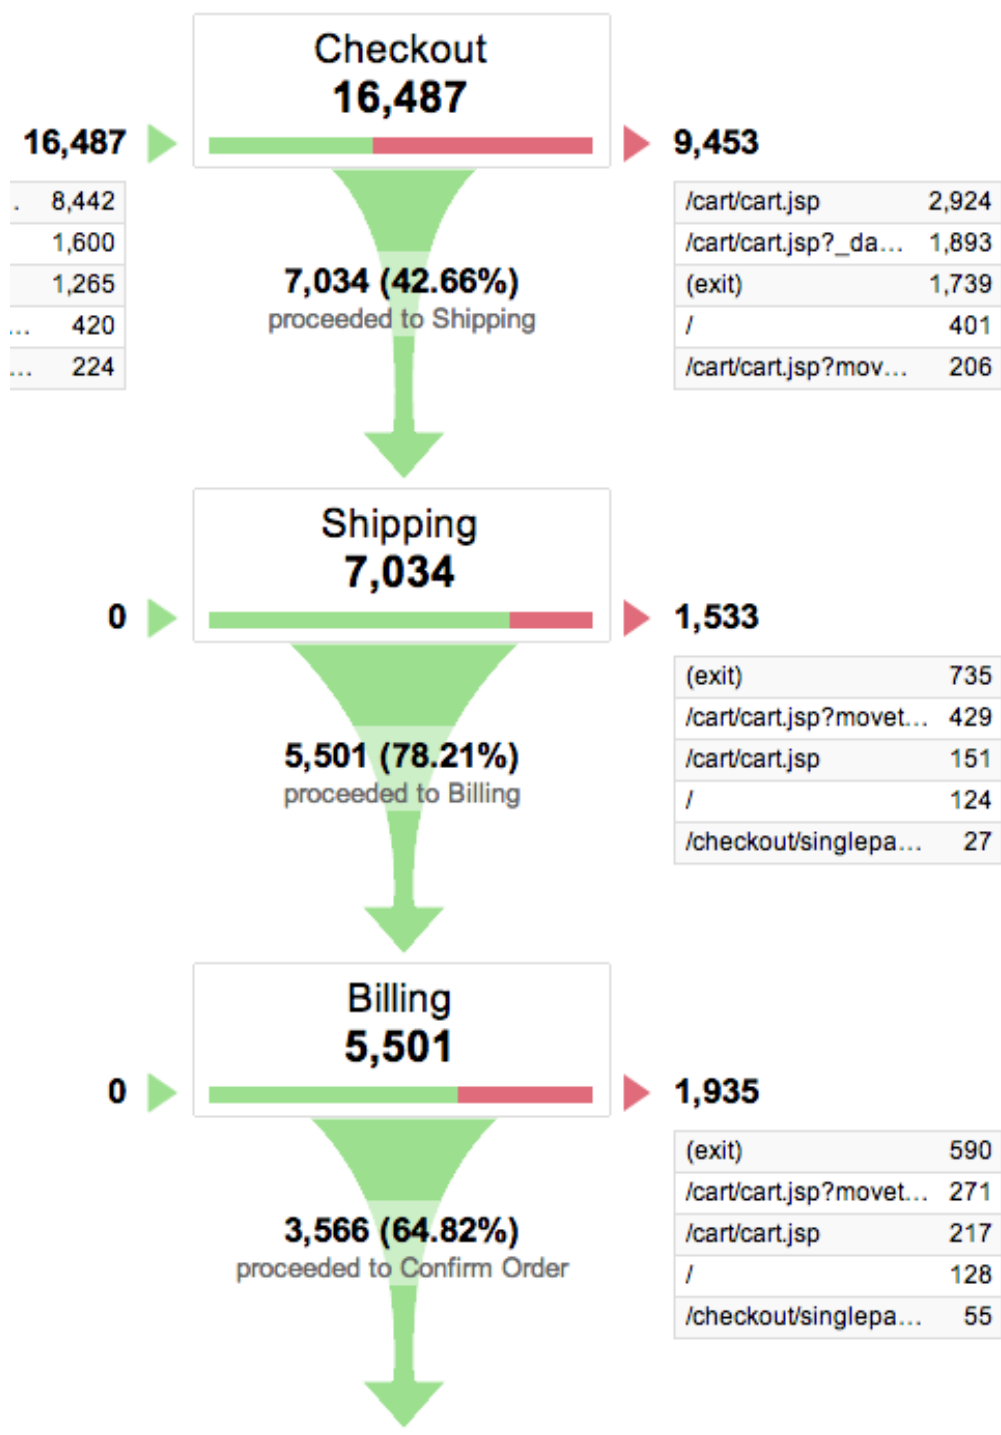 Checkout
16,487
16,487
9,453
. 8,442
1,600
1,265
... 420
... 224
/cart/cart.jsp 2,924
/cart/cart.jsp?_da... 1,893
(exit) 1,739
/ 401
/cart/cart.jsp?mov... 206
7,034 (42.66%)
proceeded to Shipping
Shipping
7,034
0
1,533
(exit) 735
/cart/cart.jsp?movet... 429
/cart/cart.jsp 151
/ 124
/checkout/singlepa... 27
5,501 (78.21%)
proceeded to Billing
Billing
5,501
0
1,935
(exit) 590
/cart/cart.jsp?movet... 271
/cart/cart.jsp 217
/ 128
/checkout/singlepa... 55
3,566 (64.82%)
proceeded to Confirm Order